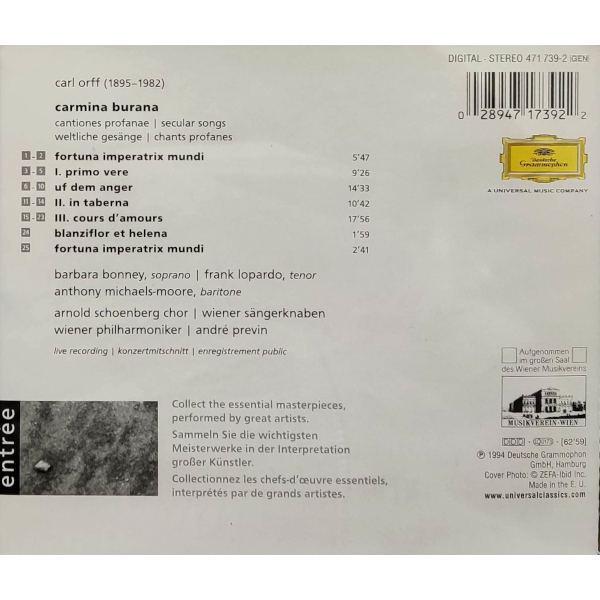 DIGITAL - STEREO 471 739-2 GEN
carl orff (1895–1982)
carmina burana
cantiones profanae | secular songs
weltliche gesänge | chants profanes
1 - 2 fortuna imperatrix mundi 5'47
3 - 5 I. primo vere 9'26
6 - 10 uf dem anger 14'33
11 - 14 II. in taberna 10'42
15 - 23 III. cours d'amours 17'56
24 blanziflor et helena 1'59
25 fortuna imperatrix mundi 2'41
barbara bonney, soprano | frank lopardo, tenor
anthony michaels-moore, baritone
arnold schoenberg chor | wiener sängerknaben
wiener philharmoniker | andré previn
live recording | konzertmitschnitt | enregistrement public
0 28947 17392 2
Deutsche
Grammophon
A UNIVERSAL MUSIC COMPANY
Aufgenommen
im großen Saal
des Wiener Musikvereins
MUSIKVEREIN-WIEN
DDD [62'59]
℗ 1994 Deutsche Grammophon
GmbH, Hamburg
Cover Photo: © ZEFA-Ibid Inc.
Made in the E. U.
www.universalclassics.com
entrée
Collect the essential masterpieces,
performed by great artists.
Sammeln Sie die wichtigsten
Meisterwerke in der Interpretation
großer Künstler.
Collectionnez les chefs-d'œuvre essentiels,
interprétés par de grands artistes.